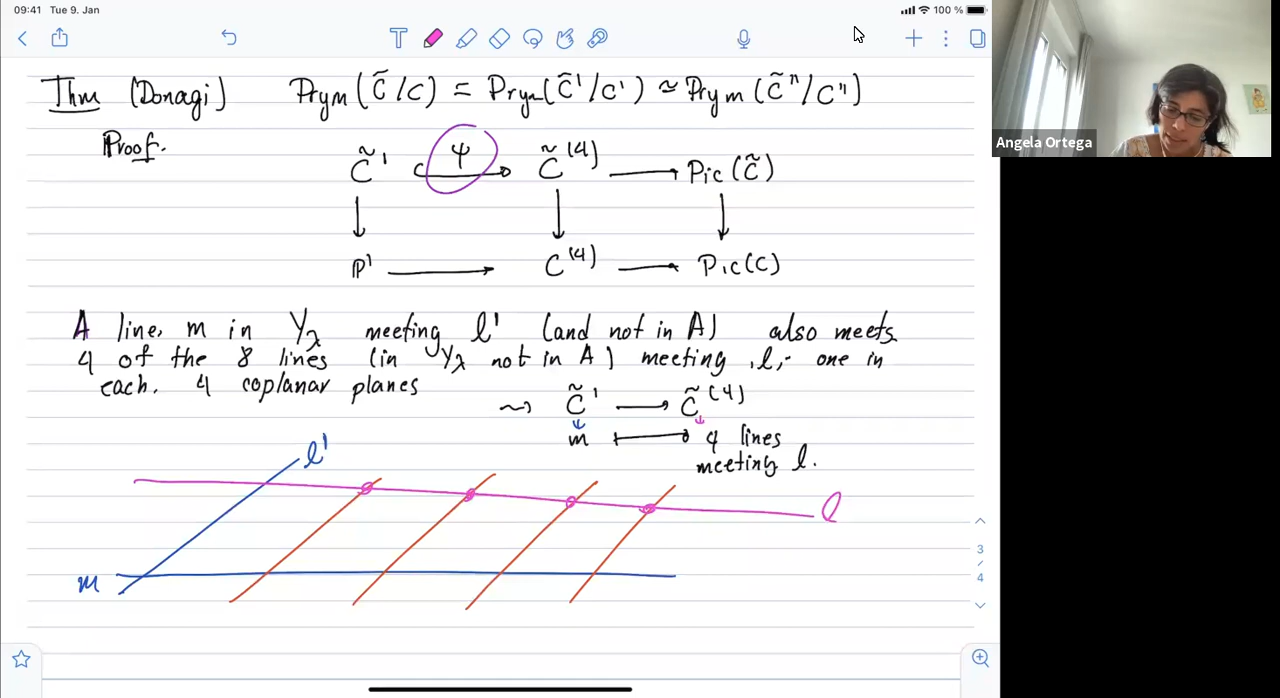 09:41 Tue 9. Jan
100 %
Thm (Donagi) Prym (C̃/C) = Prym(C̃'/C') ≃ Prym (C̃''/C'')
Proof.
C̃' ↪ ψ → C̃⁽⁴⁾ → Pic(C̃)
↓ ↓ ↓
ℙ¹ → C⁽⁴⁾ → Pic(C)
A line, m in Y_λ meeting l' (and not in A) also meets
4 of the 8 lines (in Y_λ not in A) meeting l, one in
each. 4 coplanar planes
⇝ C̃' → C̃⁽⁴⁾
m ↦ 4 lines
meeting l.
l'
l
m
3
/
4
Angela Ortega